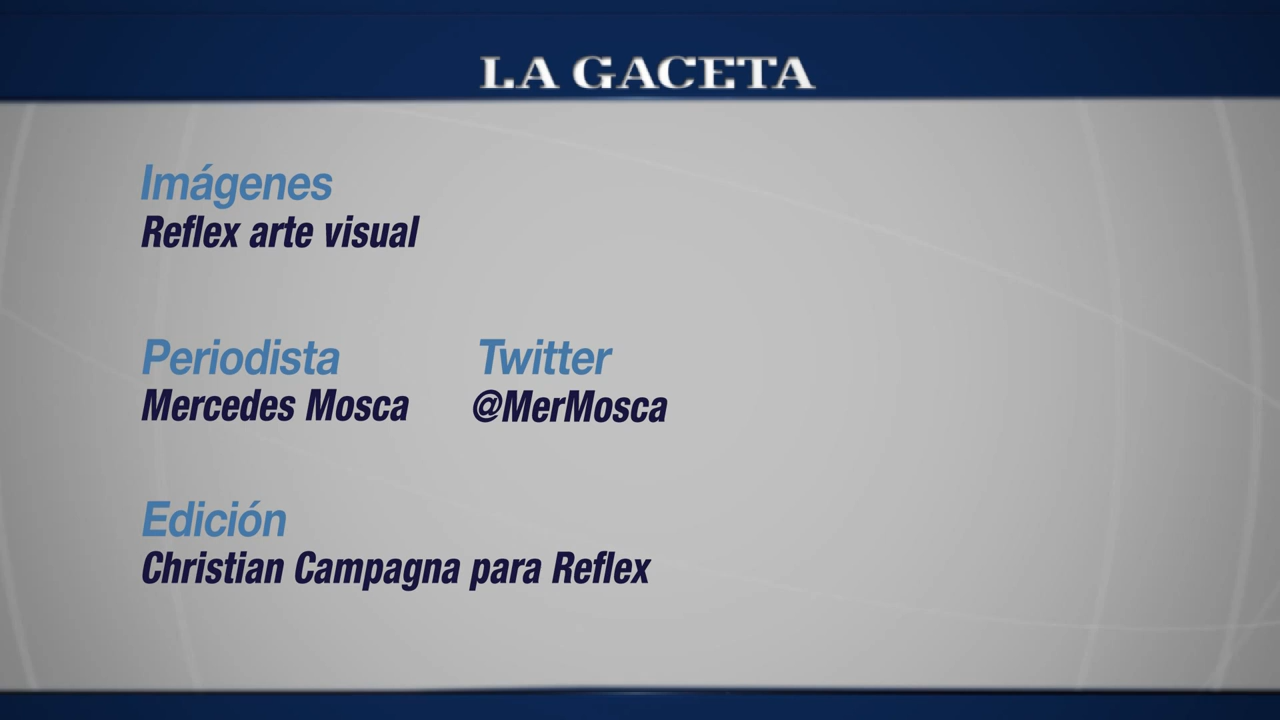 LA GACETA
Imágenes
Reflex arte visual
Periodista
Mercedes Mosca
Twitter
@MerMosca
Edición
Christian Campagna para Reflex